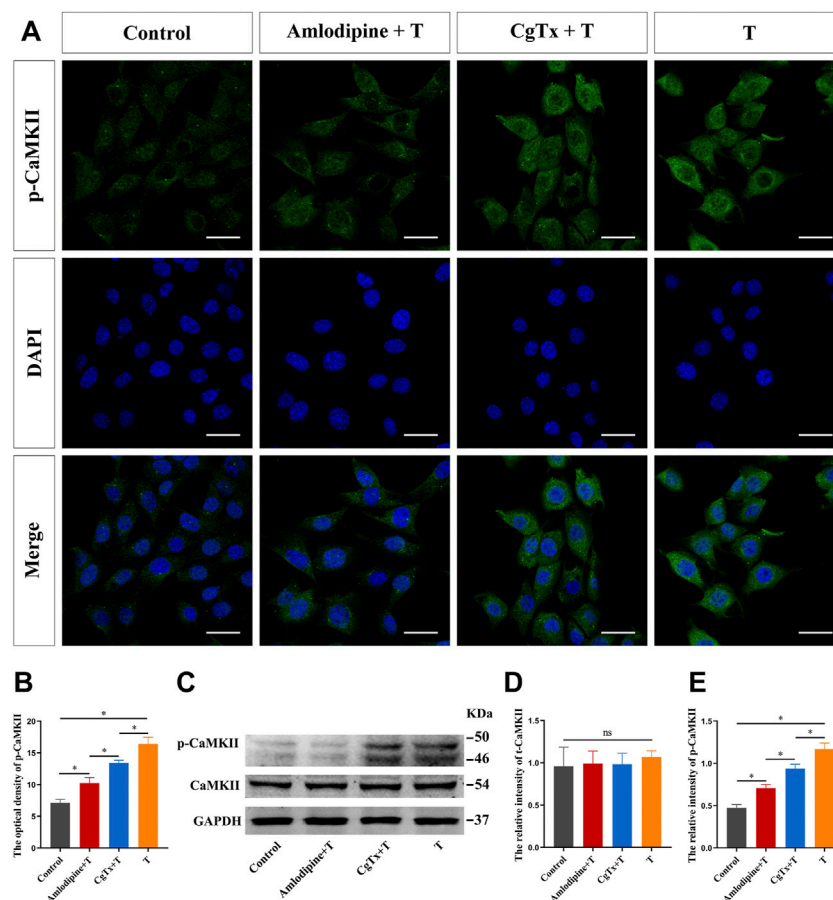 A
Control
Amlodipine + T
CgTx + T
T
p-CaMKII
DAPI
Merge
B
The optical density of p-CaMKII
20
15
10
5
0
*
*
*
*
Control
Amlodipine+T
CgTx+T
T
C
KDa
p-CaMKII
-50
-46
CaMKII
-54
GAPDH
-37
Control
Amlodipine+T
CgTx+T
T
D
The relative intensity of t-CaMKII
1.5
1.0
0.5
0.0
ns
Control
Amlodipine+T
CgTx+T
T
E
The relative intensity of p-CaMKII
1.5
1.0
0.5
0.0
*
*
*
*
Control
Amlodipine+T
CgTx+T
T